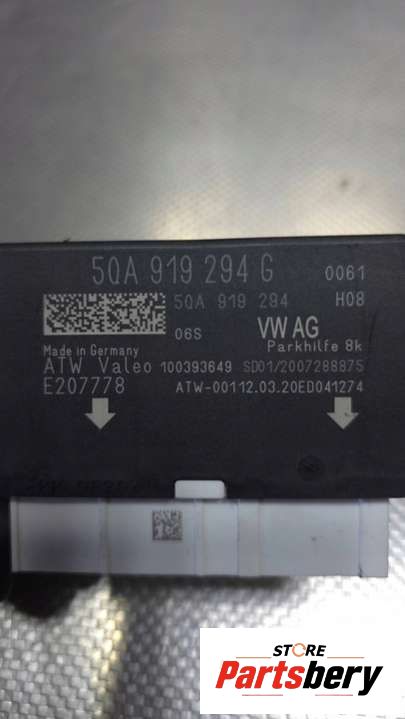 5QA 919 294 G 0061
5QA 919 294 H08
06S VW AG
Made in Germany Parkhilfe 8k
ATW Valeo 100393649 SD01/2007288875
E207778 ATW-00112.03.20ED041274
STORE
Partsbery